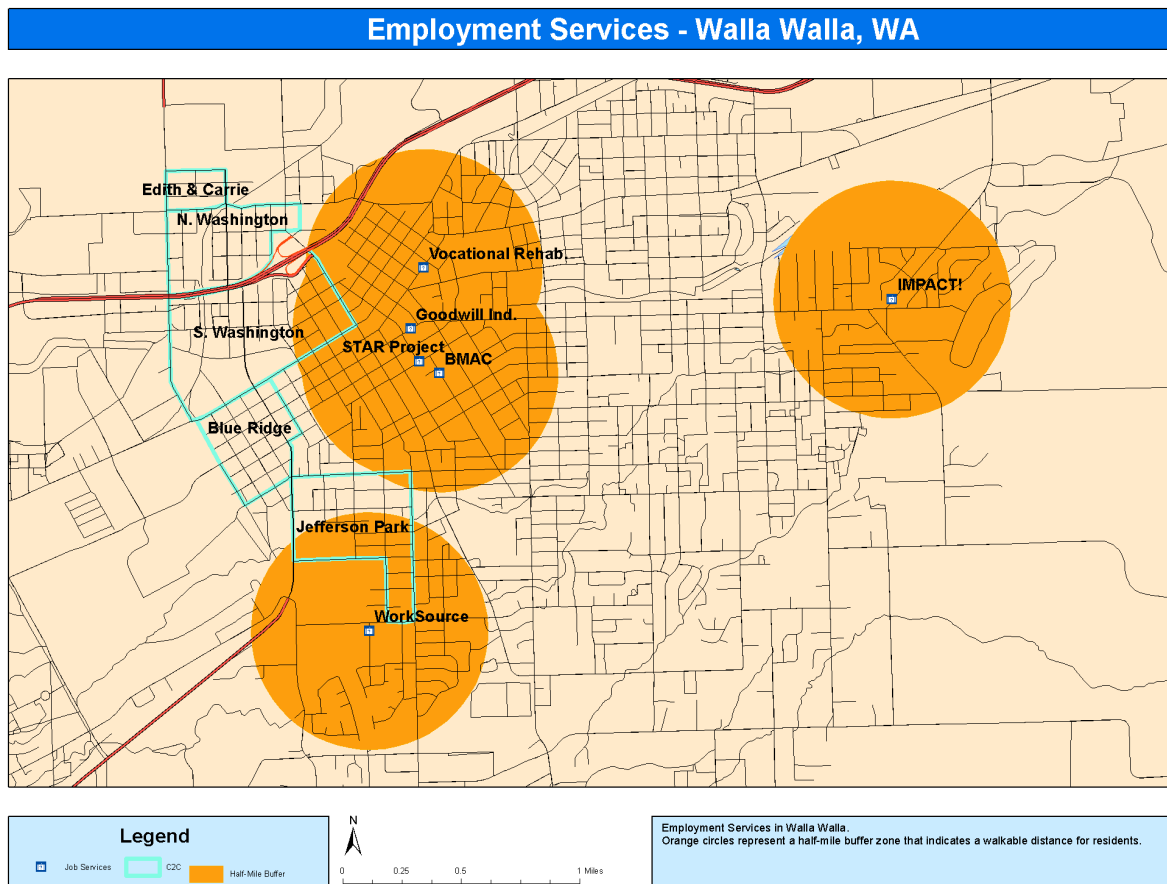 Employment Services - Walla Walla, WA
Edith & Carrie
N. Washington
Vocational Rehab.
IMPACT!
Goodwill Ind.
S. Washington
STAR Project
BMAC
Blue Ridge
Jefferson Park
WorkSource
Legend
Job Services
C2C
Half-Mile Buffer
N
0 0.25 0.5 1 Miles
Employment Services in Walla Walla.
Orange circles represent a half-mile buffer zone that indicates a walkable distance for residents.